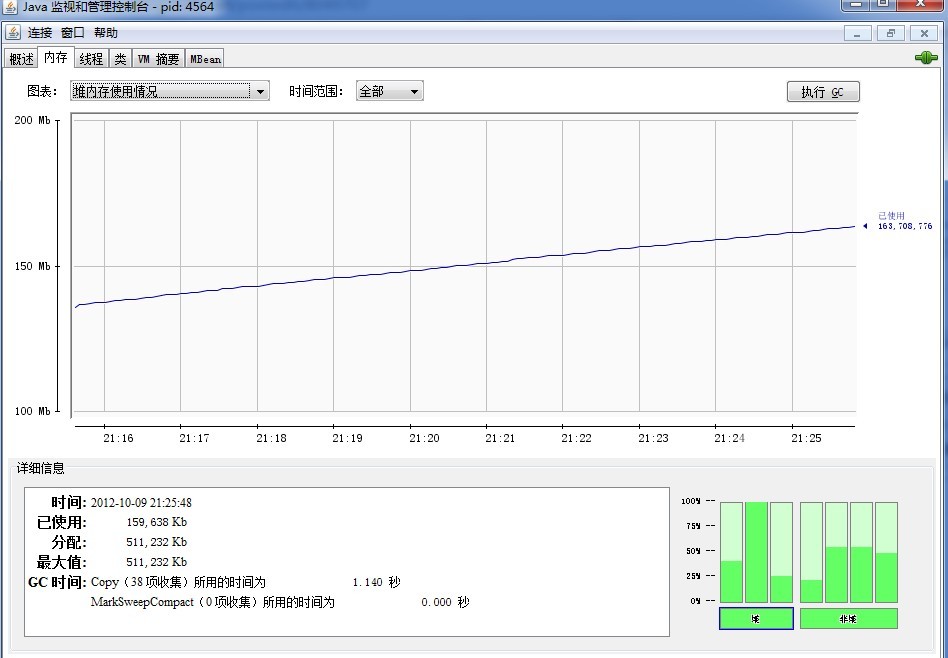 Java 监视和管理控制台 - pid: 4564
连接 窗口 帮助
概述 内存 线程 类 VM 摘要 MBean
图表: 堆内存使用情况 时间范围: 全部 执行 GC
200 Mb
已使用
163,708,776
150 Mb
100 Mb
21:16 21:17 21:18 21:19 21:20 21:21 21:22 21:23 21:24 21:25
详细信息
时间: 2012-10-09 21:25:48
已使用: 159,638 Kb
分配: 511,232 Kb
最大值: 511,232 Kb
GC 时间: Copy（38 项收集）所用的时间为 1.140 秒
MarkSweepCompact（0 项收集）所用的时间为 0.000 秒
100%
75%
50%
25%
0%
堆 非堆